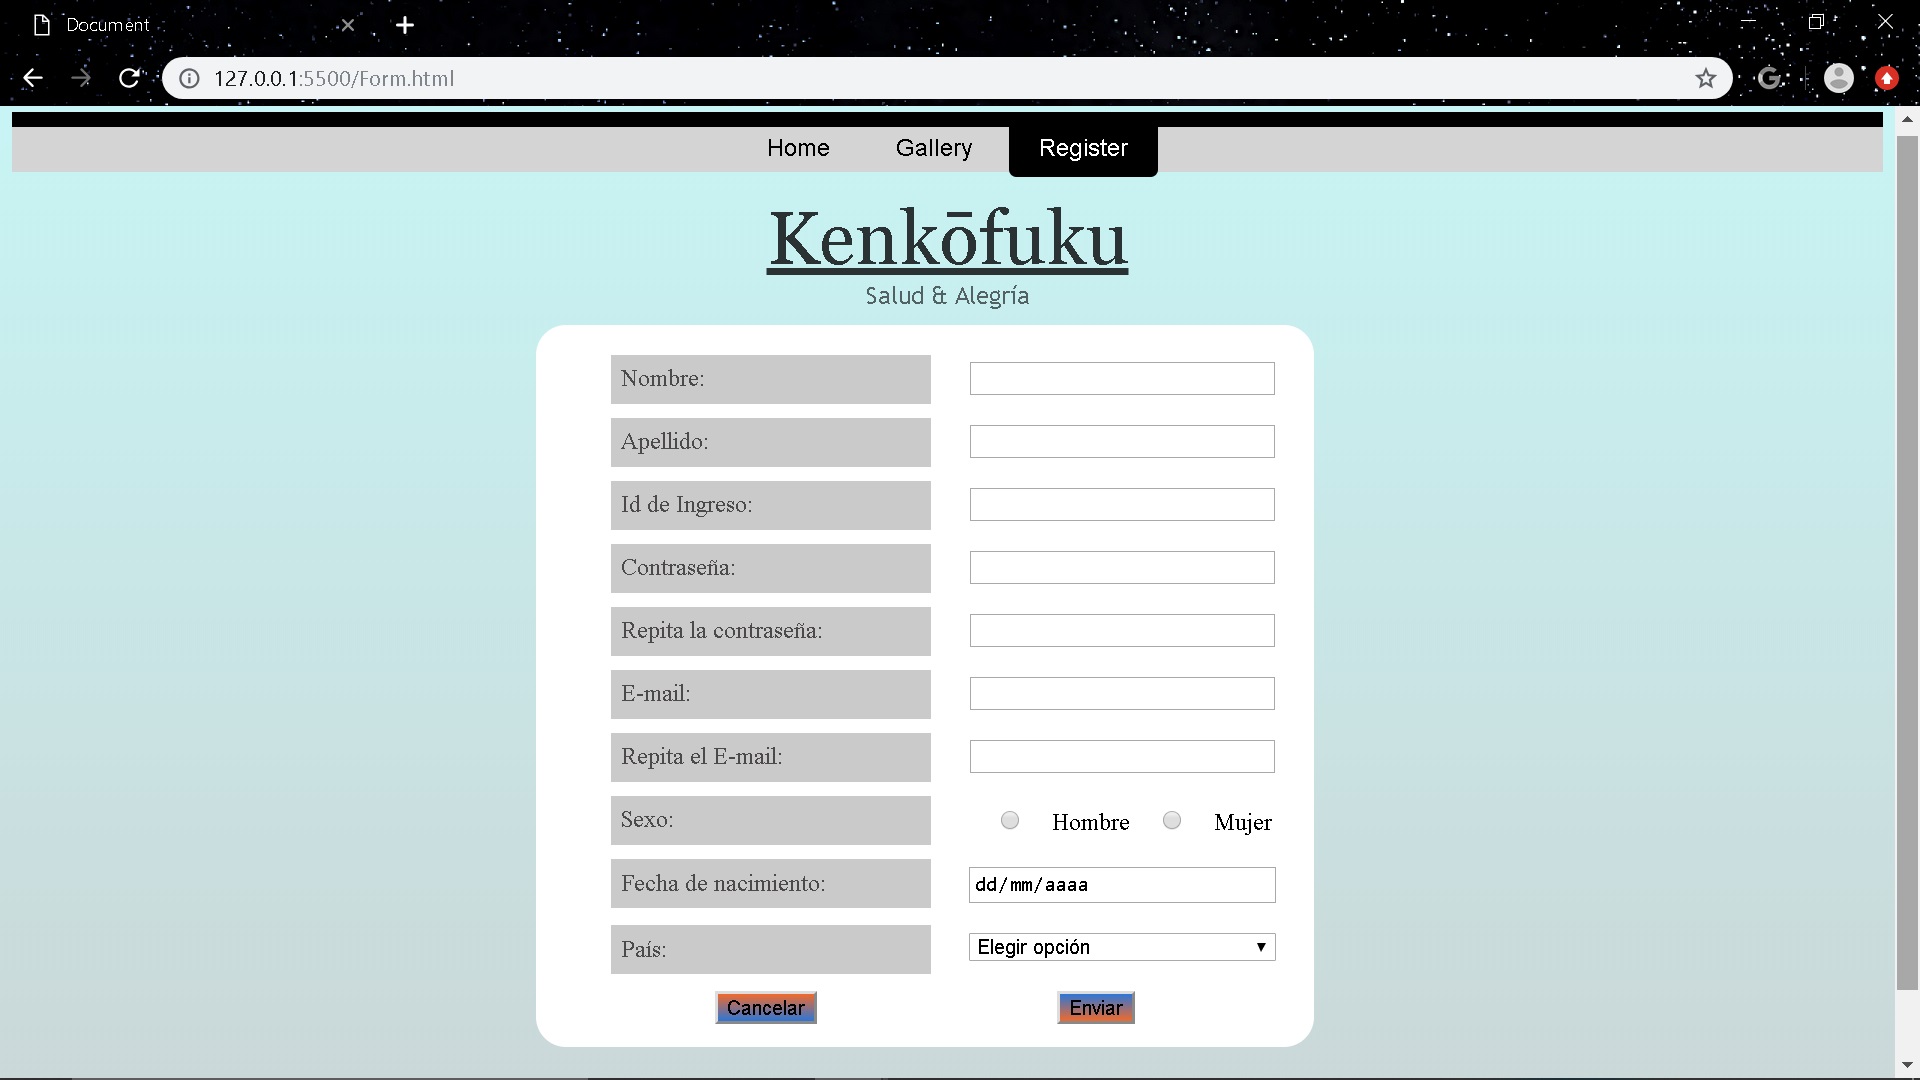 Document
127.0.0.1:5500/Form.html
Home Gallery Register
Kenkōfuku
Salud & Alegría
Nombre:
Apellido:
Id de Ingreso:
Contraseña:
Repita la contraseña:
E-mail:
Repita el E-mail:
Sexo: Hombre Mujer
Fecha de nacimiento: dd/mm/aaaa
País: Elegir opción
Cancelar Enviar